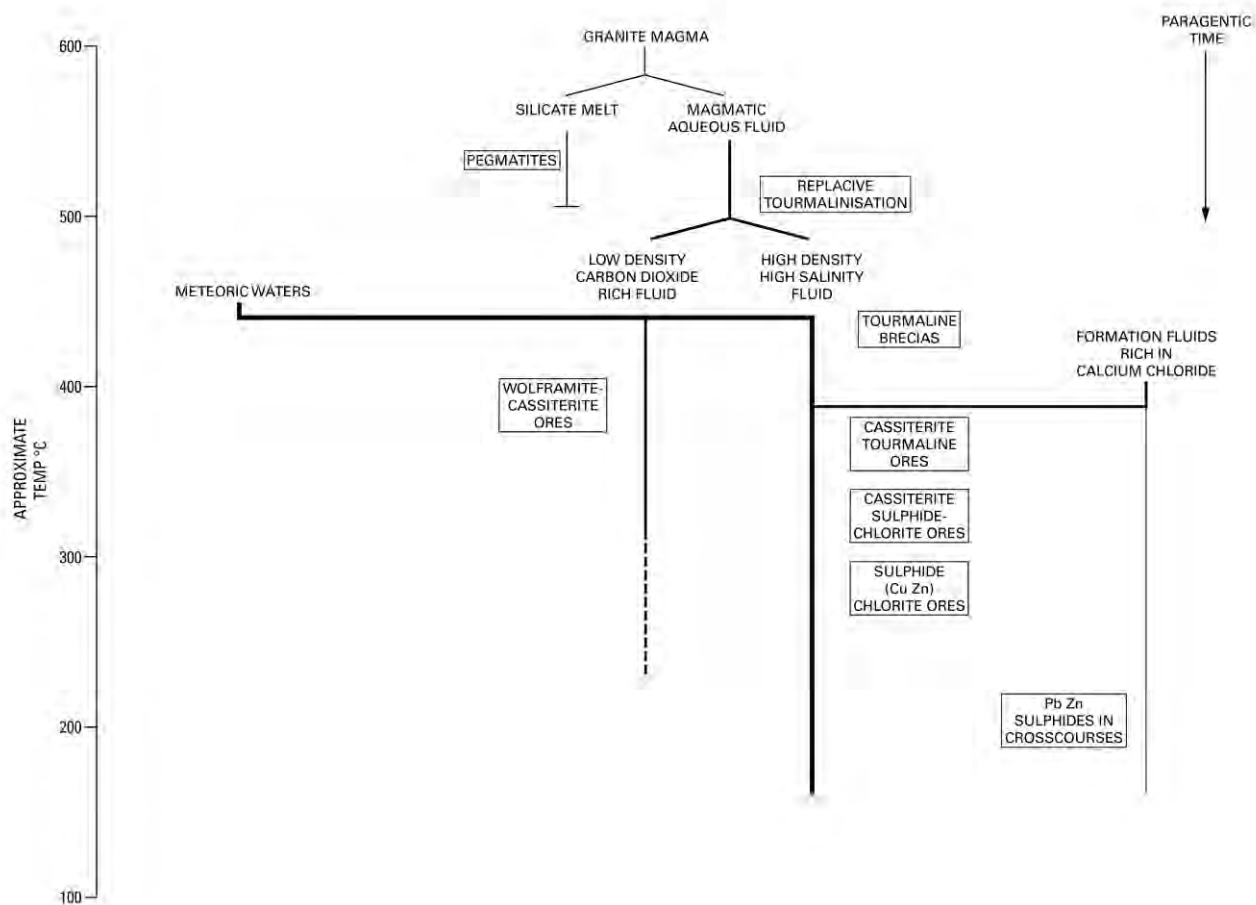 PARAGENTIC
TIME
600
GRANITE MAGMA
SILICATE MELT
MAGMATIC
AQUEOUS FLUID
PEGMATITES
REPLACIVE
TOURMALINISATION
500
LOW DENSITY
CARBON DIOXIDE
RICH FLUID
HIGH DENSITY
HIGH SALINITY
FLUID
METEORIC WATERS
TOURMALINE
BRECIAS
FORMATION FLUIDS
RICH IN
CALCIUM CHLORIDE
400
WOLFRAMITE-
CASSITERITE
ORES
CASSITERITE
TOURMALINE
ORES
APPROXIMATE
TEMP °C
CASSITERITE
SULPHIDE-
CHLORITE ORES
300
SULPHIDE
(Cu Zn)
CHLORITE ORES
200
Pb Zn
SULPHIDES IN
CROSSCOURSES
100